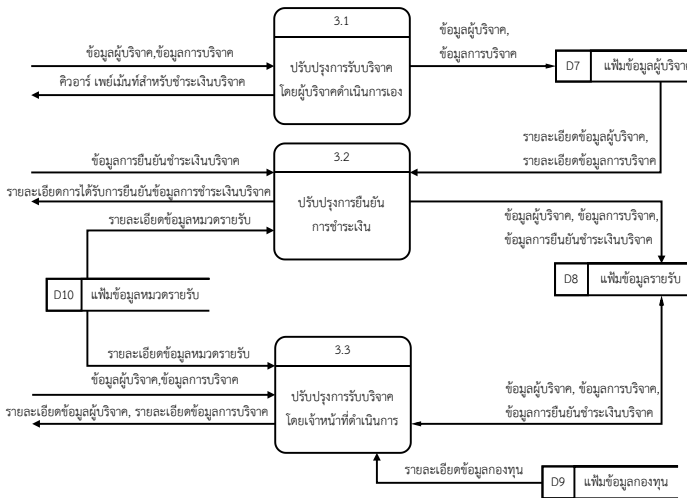 3.1
ข้อมูลผู้บริจาค,
ข้อมูลการบริจาค
ข้อมูลผู้บริจาค,ข้อมูลการบริจาค
ปรับปรุงการรับบริจาค
โดยผู้บริจาคดำเนินการเอง
D7
แฟ้มข้อมูลผู้บริจาค
คิวอาร์ เพย์เม้นท์สำหรับชำระเงินบริจาค
รายละเอียดข้อมูลผู้บริจาค,
รายละเอียดข้อมูลการบริจาค
3.2
ข้อมูลการยืนยันชำระเงินบริจาค
รายละเอียดการได้รับการยืนยันข้อมูลการชำระเงินบริจาค
ปรับปรุงการยืนยัน
การชำระเงิน
รายละเอียดข้อมูลหมวดรายรับ
ข้อมูลผู้บริจาค, ข้อมูลการบริจาค,
ข้อมูลการยืนยันชำระเงินบริจาค
D8
แฟ้มข้อมูลรายรับ
D10
แฟ้มข้อมูลหมวดรายรับ
3.3
รายละเอียดข้อมูลหมวดรายรับ
ข้อมูลผู้บริจาค,ข้อมูลการบริจาค
ปรับปรุงการรับบริจาค
โดยเจ้าหน้าที่ดำเนินการ
รายละเอียดข้อมูลผู้บริจาค, รายละเอียดข้อมูลการบริจาค
ข้อมูลผู้บริจาค, ข้อมูลการบริจาค,
ข้อมูลการยืนยันชำระเงินบริจาค
รายละเอียดข้อมูลกองทุน
D9
แฟ้มข้อมูลกองทุน